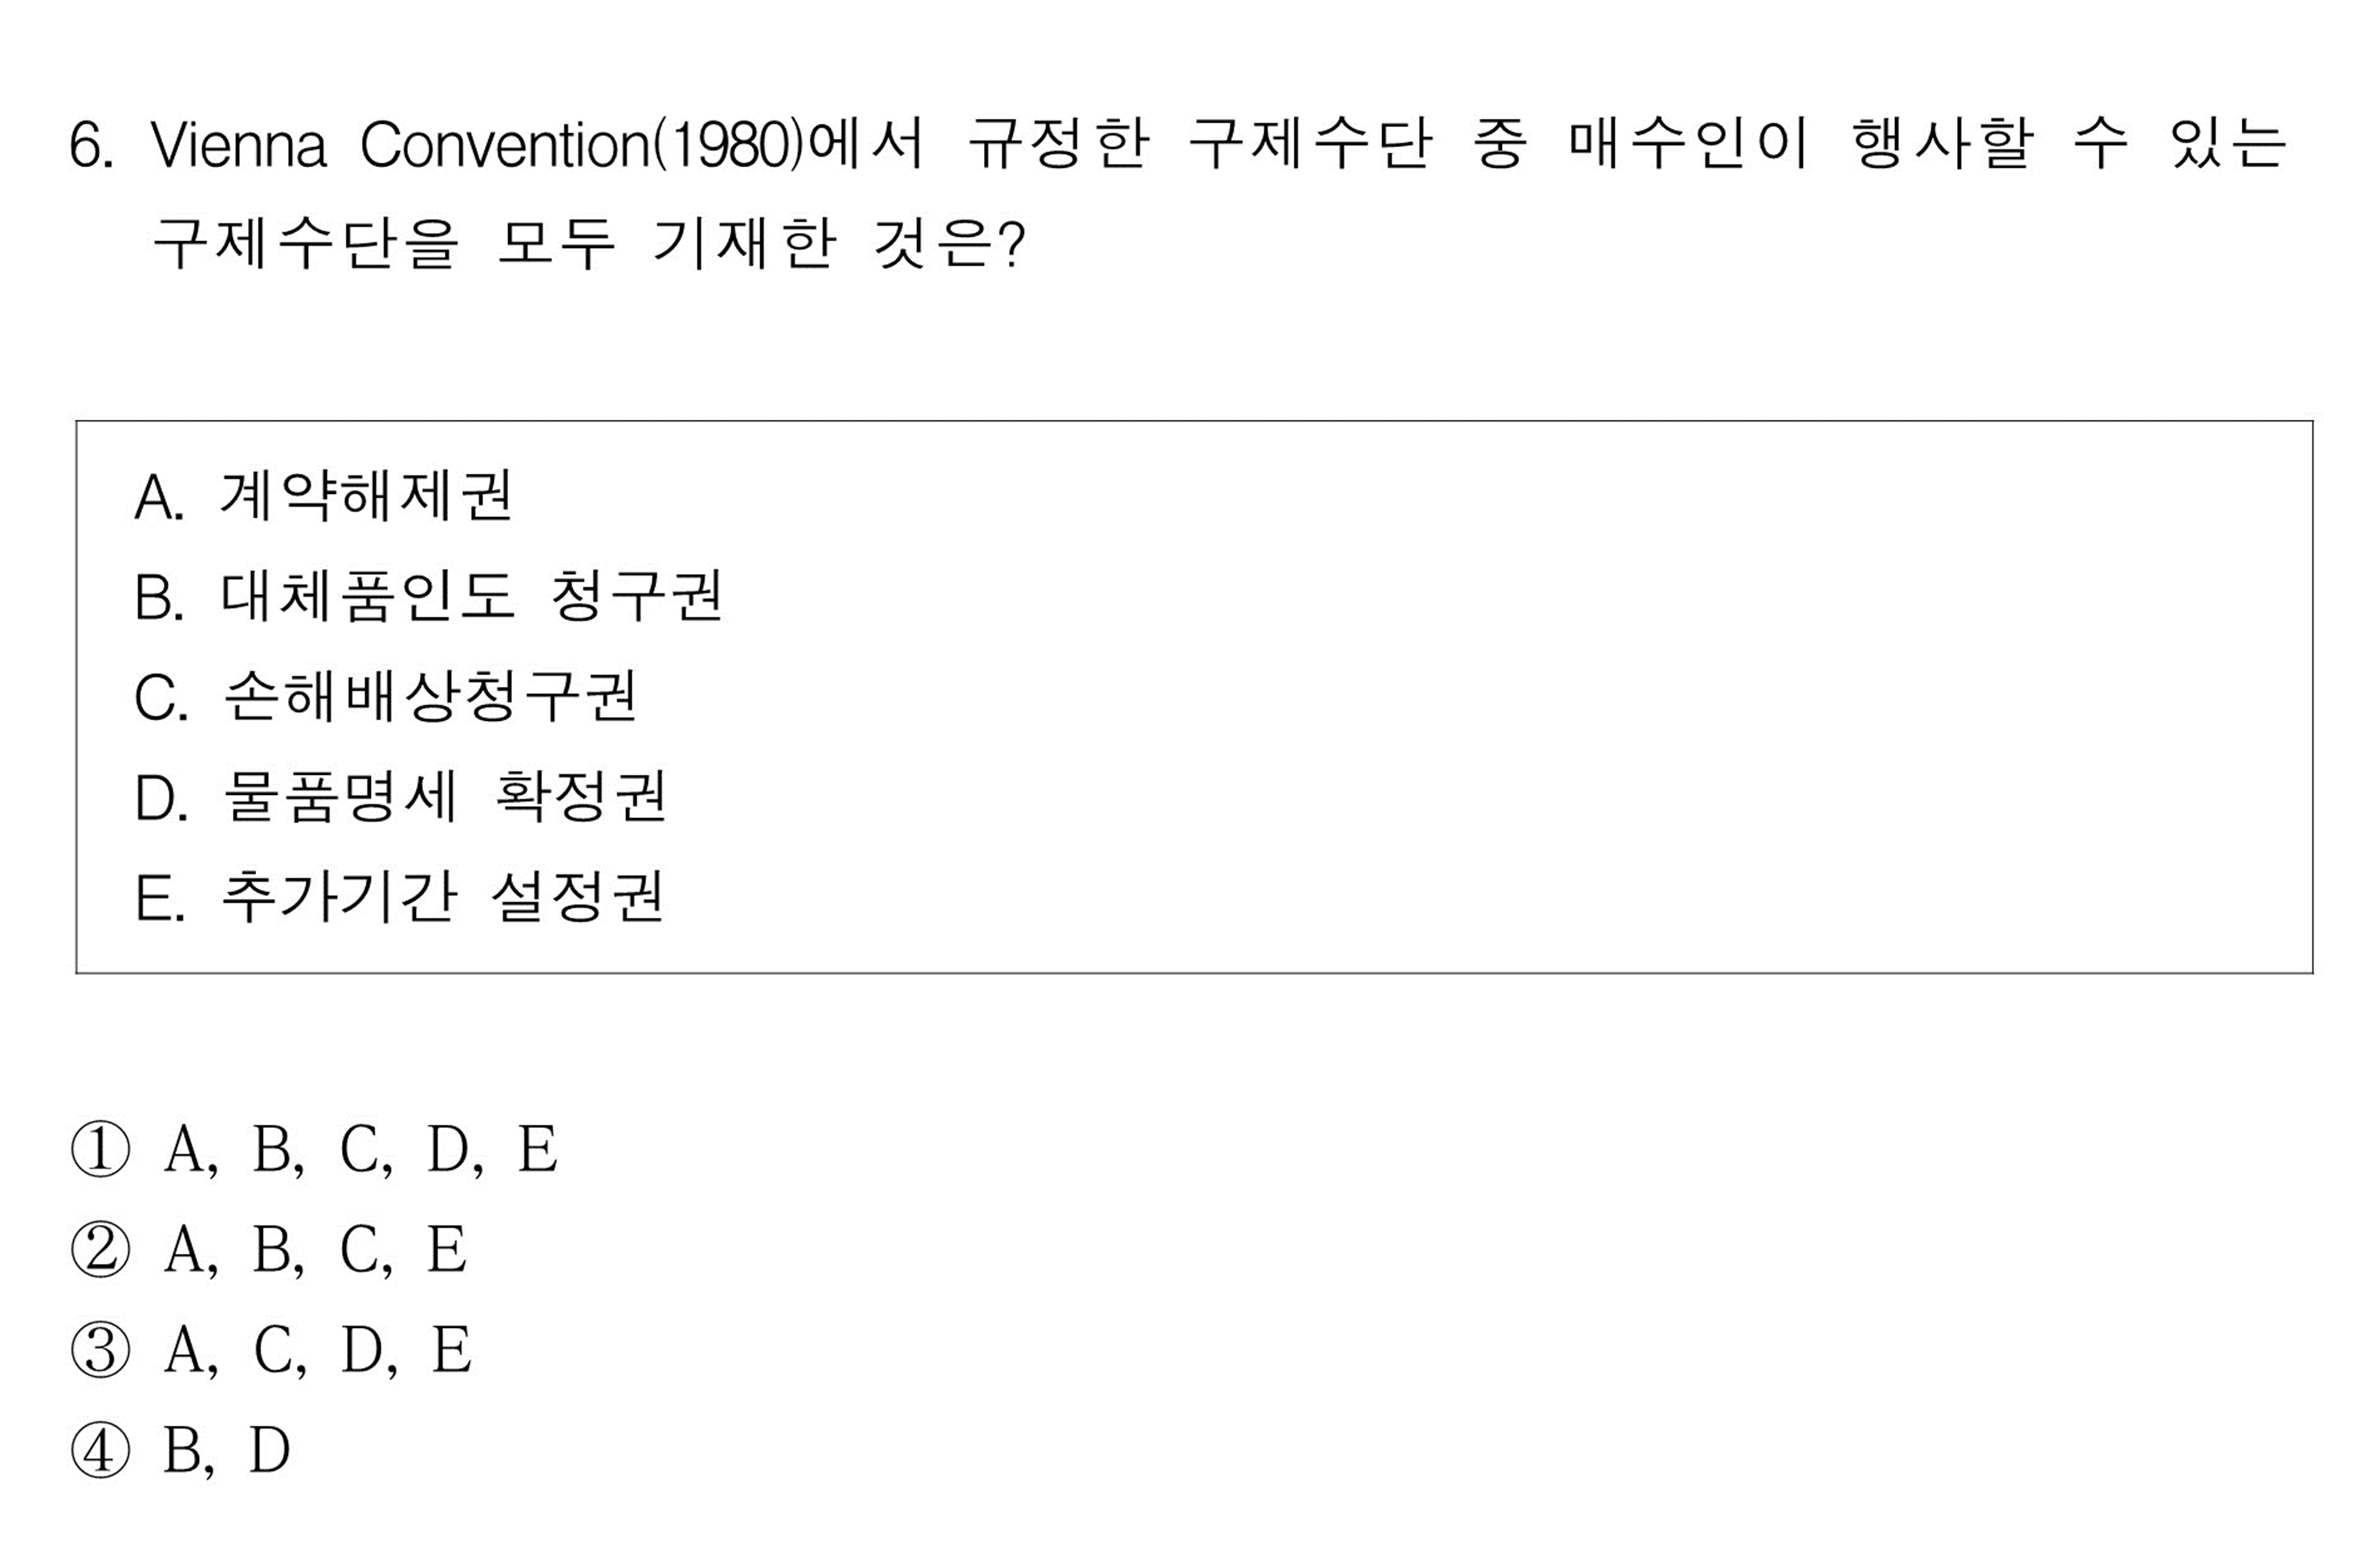 6. Vienna Convention(1980)에서 규정한 구제수단 중 매수인이 행사할 수 있는
구제수단을 모두 기재한 것은?
A. 계약해제권
B. 대체품인도 청구권
C. 손해배상청구권
D. 물품명세 확정권
E. 추가기간 설정권
① A, B, C, D, E
② A, B, C, E
③ A, C, D, E
④ B, D